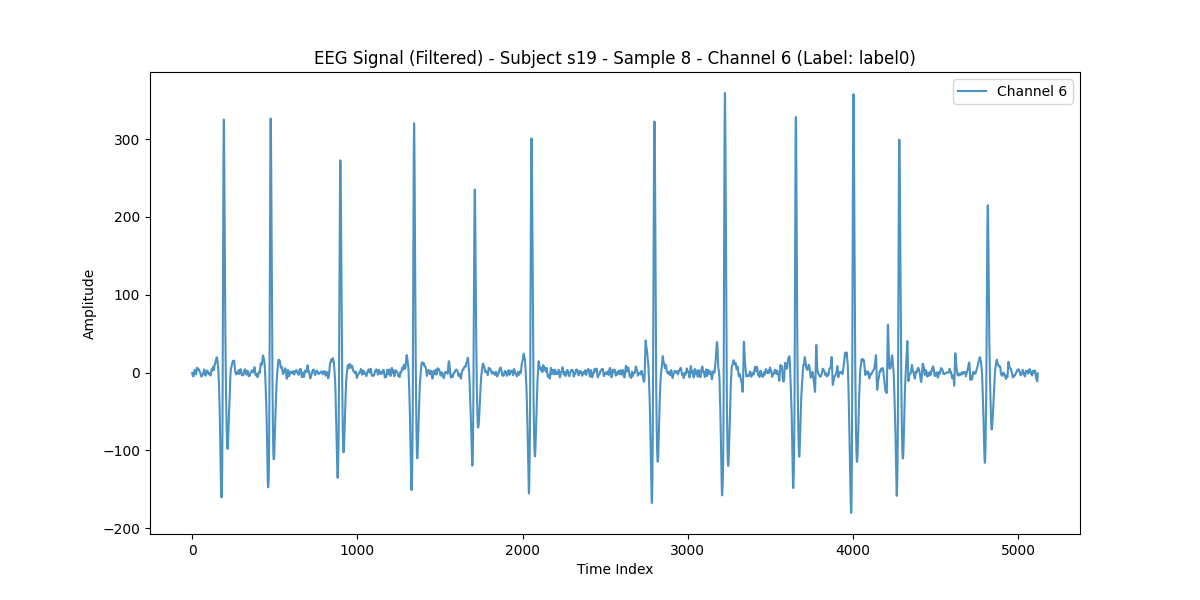 EEG Signal (Filtered) - Subject s19 - Sample 8 - Channel 6 (Label: label0)
Channel 6
300
200
100
0
−100
−200
Amplitude
0 1000 2000 3000 4000 5000
Time Index